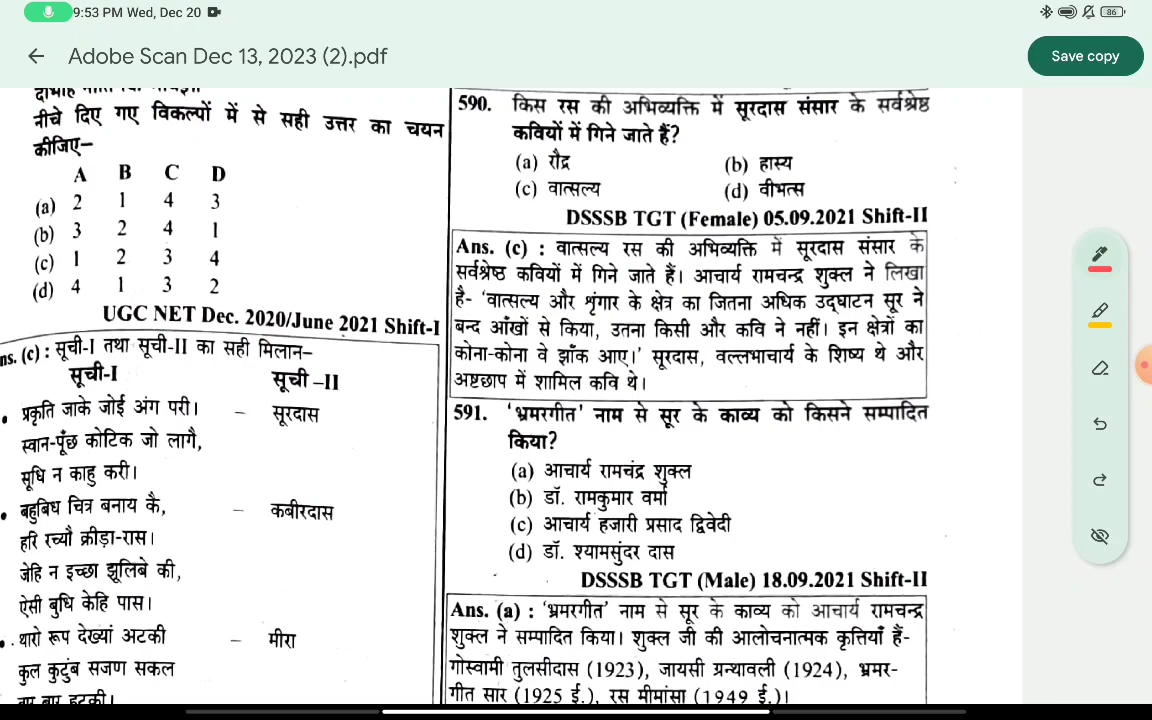 9:53 PM Wed, Dec 20
86
Adobe Scan Dec 13, 2023 (2).pdf
Save copy
नीचे दिए गए विकल्पों में से सही उत्तर का चयन
कीजिए–
A B C D
(a) 2 1 4 3
(b) 3 2 4 1
(c) 1 2 3 4
(d) 4 1 3 2
UGC NET Dec. 2020/June 2021 Shift-I
ns. (c) : सूची-I तथा सूची-II का सही मिलान–
सूची-I सूची –II
• प्रकृति जाके जोई अंग परी। – सूरदास
स्वान-पूँछ कोटिक जो लागै,
सूधि न काहु करी।
• बहुबिध चित्र बनाय कै, – कबीरदास
हरि रच्यौ क्रीड़ा-रास।
जेहि न इच्छा झूलिबे की,
ऐसी बुधि केहि पास।
• थारो रूप देख्यां अटकी – मीरा
कुल कुटुंब सजण सकल
590. किस रस की अभिव्यक्ति में सूरदास संसार के सर्वश्रेष्ठ
कवियों में गिने जाते हैं?
(a) रौद्र (b) हास्य
(c) वात्सल्य (d) वीभत्स
DSSSB TGT (Female) 05.09.2021 Shift-II
Ans. (c) : वात्सल्य रस की अभिव्यक्ति में सूरदास संसार के
सर्वश्रेष्ठ कवियों में गिने जाते हैं। आचार्य रामचन्द्र शुक्ल ने लिखा
है- ‘वात्सल्य और शृंगार के क्षेत्र का जितना अधिक उद्घाटन सूर ने
बन्द आँखों से किया, उतना किसी और कवि ने नहीं। इन क्षेत्रों का
कोना-कोना वे झाँक आए।’ सूरदास, वल्लभाचार्य के शिष्य थे और
अष्टछाप में शामिल कवि थे।
591. ‘भ्रमरगीत’ नाम से सूर के काव्य को किसने सम्पादित
किया?
(a) आचार्य रामचंद्र शुक्ल
(b) डॉ. रामकुमार वर्मा
(c) आचार्य हजारी प्रसाद द्विवेदी
(d) डॉ. श्यामसुंदर दास
DSSSB TGT (Male) 18.09.2021 Shift-II
Ans. (a) : ‘भ्रमरगीत’ नाम से सूर के काव्य को आचार्य रामचन्द्र
शुक्ल ने सम्पादित किया। शुक्ल जी की आलोचनात्मक कृत्तियाँ हैं-
गोस्वामी तुलसीदास (1923), जायसी ग्रन्थावली (1924), भ्रमर-
गीत सार (1925 ई.), रस मीमांसा (1949 ई.)।